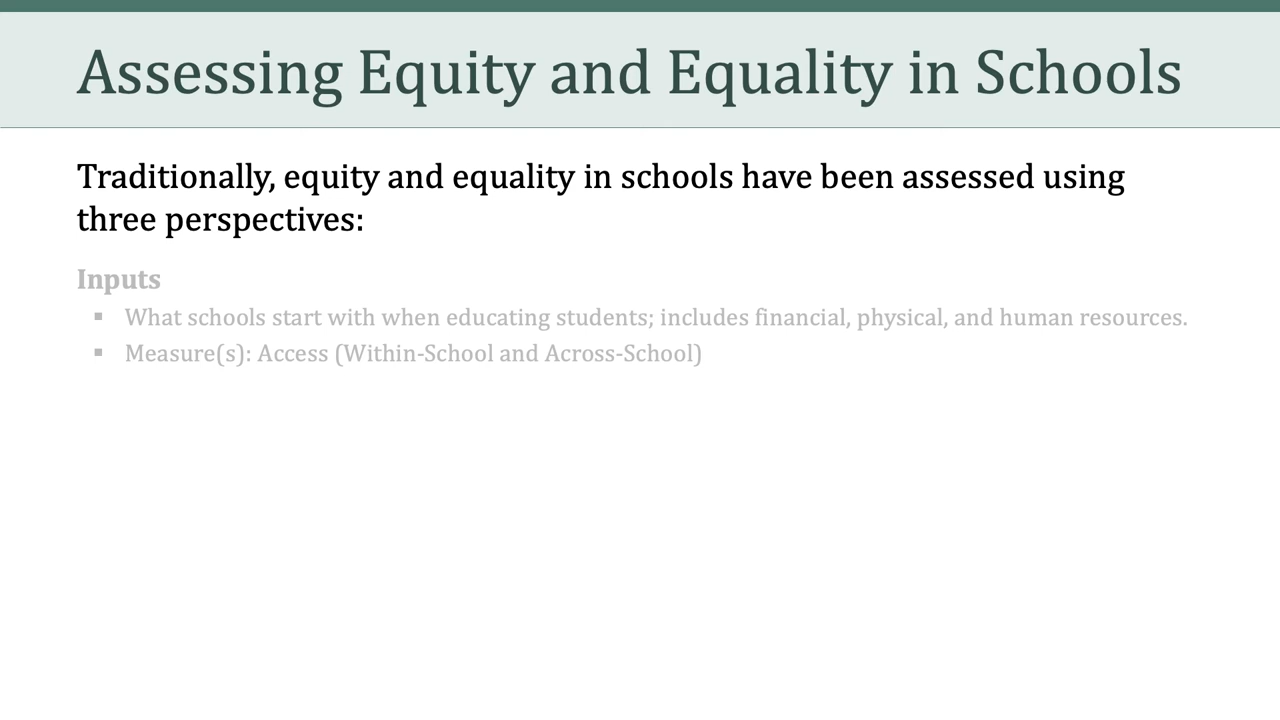 Assessing Equity and Equality in Schools
Traditionally, equity and equality in schools have been assessed using
three perspectives:
Inputs
▪ What schools start with when educating students; includes financial, physical, and human resources.
▪ Measure(s): Access (Within-School and Across-School)